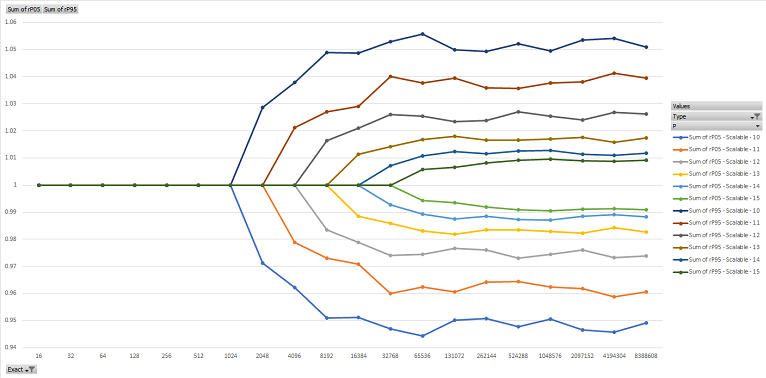 Sum of rP05 Sum of rP95
1.06
1.05
1.04
1.03
1.02
1.01
1
0.99
0.98
0.97
0.96
0.95
0.94
16 32 64 128 256 512 1024 2048 4096 8192 16384 32768 65536 131072 262144 524288 1048576 2097152 4194304 8388608
Exact
Values
Type
P
Sum of rP05 - Scalable - 10
Sum of rP05 - Scalable - 11
Sum of rP05 - Scalable - 12
Sum of rP05 - Scalable - 13
Sum of rP05 - Scalable - 14
Sum of rP05 - Scalable - 15
Sum of rP95 - Scalable - 10
Sum of rP95 - Scalable - 11
Sum of rP95 - Scalable - 12
Sum of rP95 - Scalable - 13
Sum of rP95 - Scalable - 14
Sum of rP95 - Scalable - 15